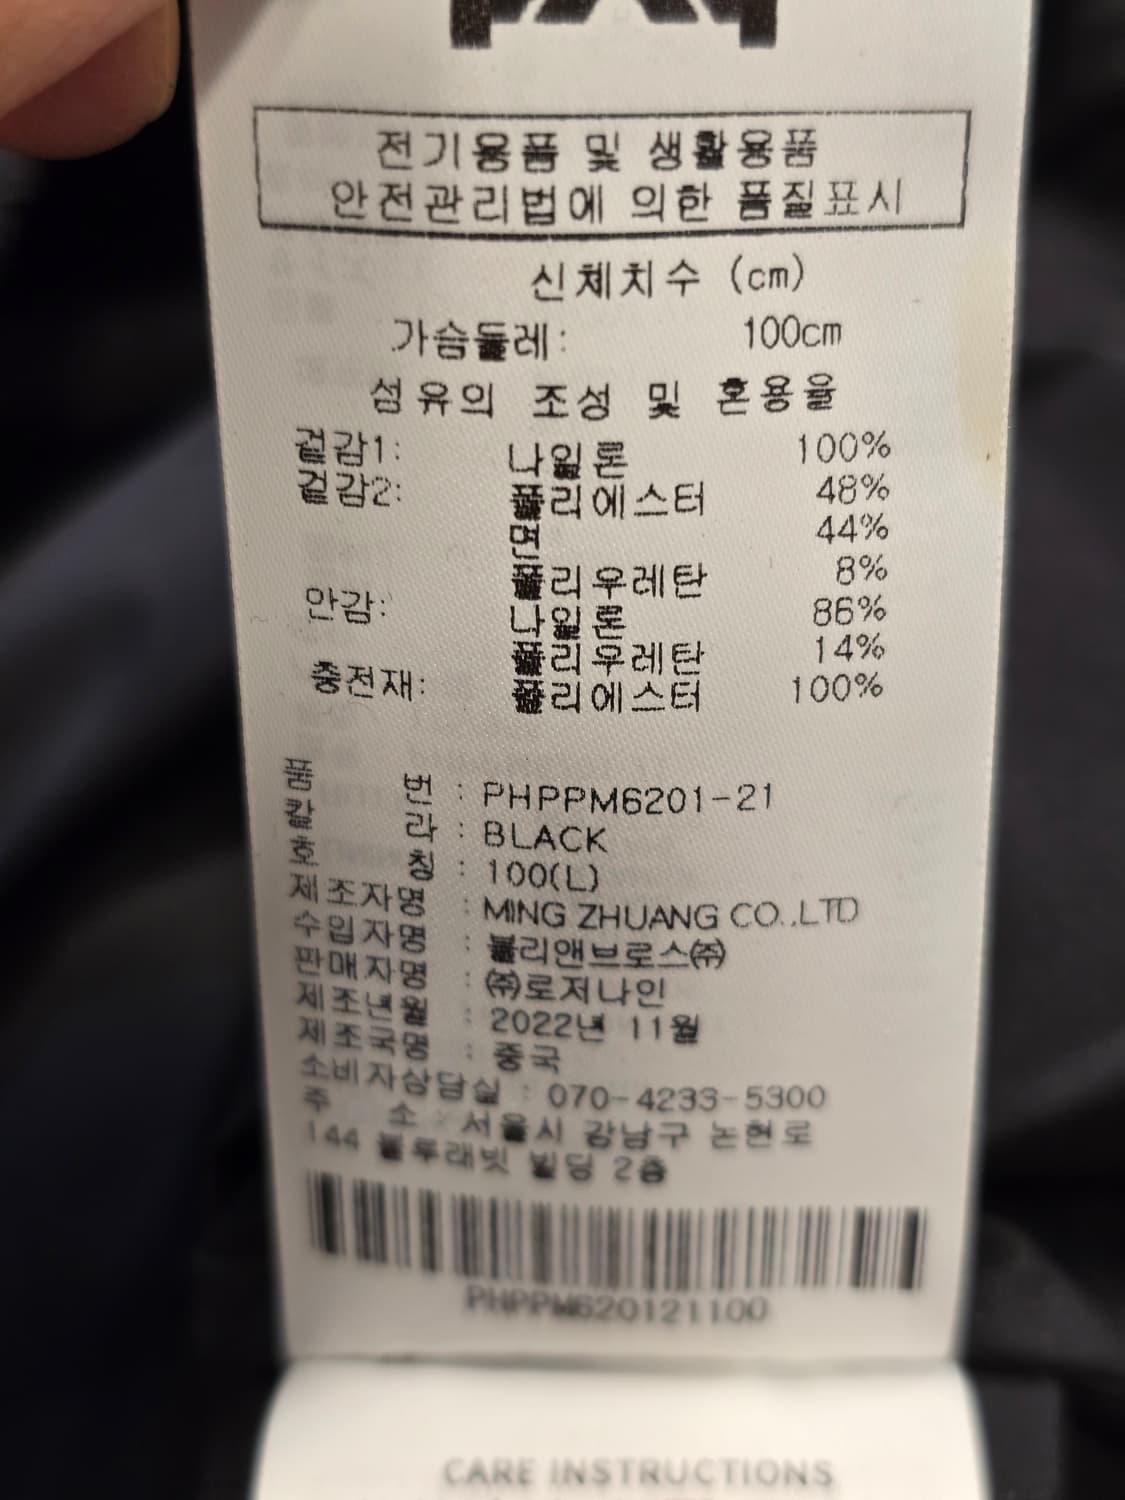 전기용품 및 생활용품
안전관리법에 의한 품질표시
신체치수 (cm)
가슴둘레: 100cm
섬유의 조성 및 혼용율
겉감1: 나일론 100%
겉감2: 폴리에스터 48%
면 44%
폴리우레탄 8%
안감: 나일론 86%
폴리우레탄 14%
충전재: 폴리에스터 100%
품 번 : PHPPM6201-21
칼 라 : BLACK
호 칭 : 100(L)
제조자명 : MING ZHUANG CO.,LTD
수입자명 : 볼리앤브로스㈜
판매자명 : ㈜로저나인
제조년월 : 2022년 11월
제조국명 : 중국
소비자상담실 : 070-4233-5300
주 소 : 서울시 강남구 논현로
144 블루래빗 빌딩 2층
PHPPM620121100
CARE INSTRUCTIONS